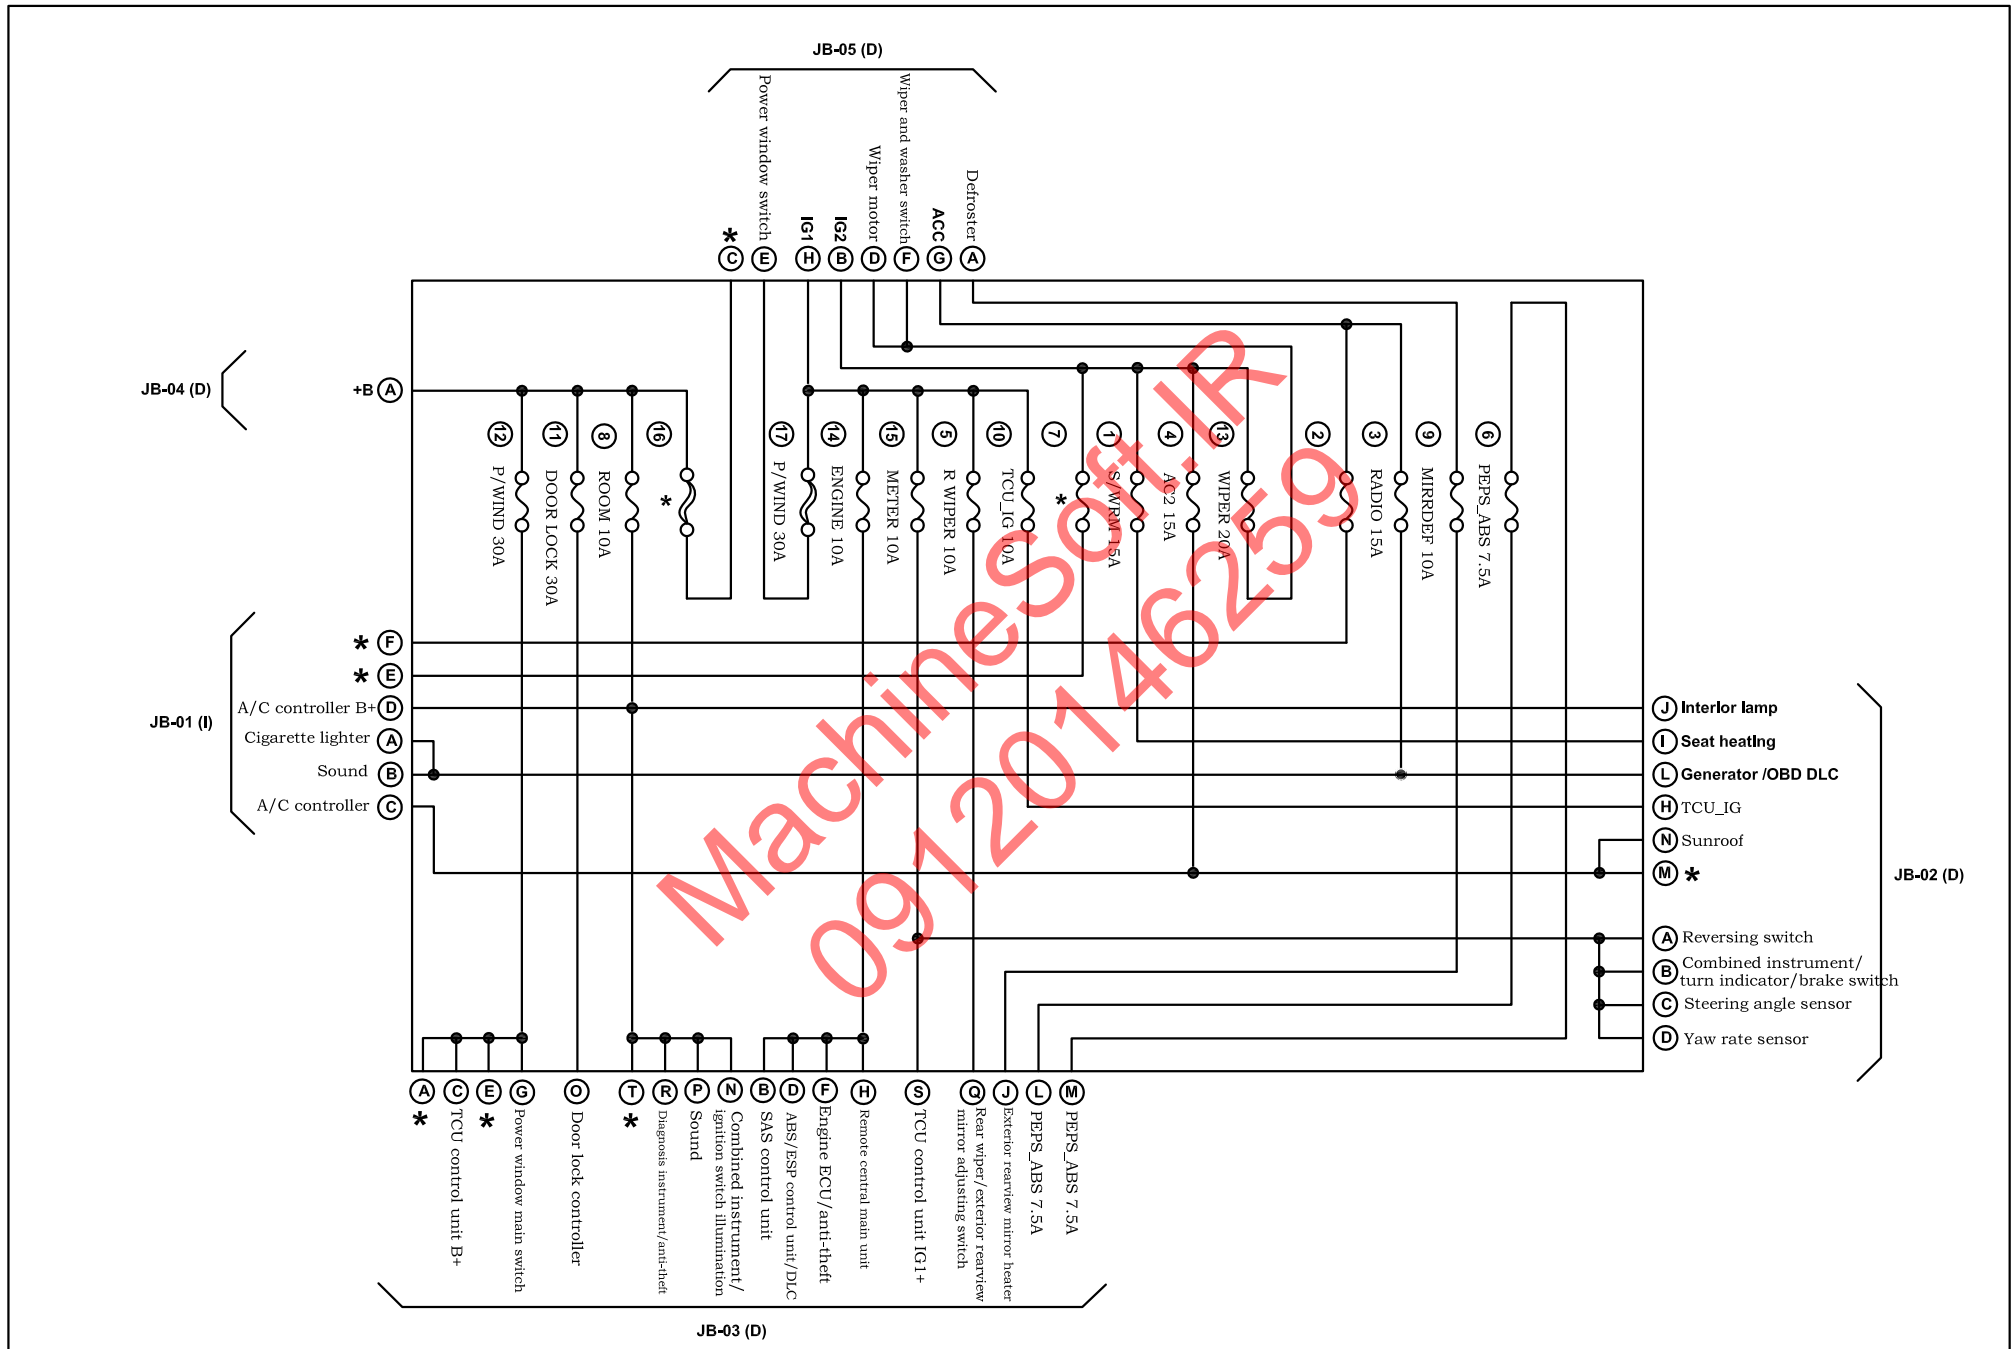 JB-05 (D)
*
C
Power window switch
E
IG1
H
IG2
B
Wiper motor
D
Wiper and washer switch
F
ACC
G
Defroster
A
JB-04 (D)
+B A
12
P/WIND 30A
11
DOOR LOCK 30A
8
ROOM 10A
16
*
17
P/WIND 30A
14
ENGINE 10A
15
METER 10A
5
R WIPER 10A
10
TCU_IG 10A
7
*
1
S/WRM 15A
4
AC2 15A
13
WIPER 20A
2
3
RADIO 15A
9
MIRRDEF 10A
6
PEPS_ABS 7.5A
JB-01 (I)
* F
* E
A/C controller B+ D
Cigarette lighter A
Sound B
A/C controller C
J Interior lamp
I Seat heating
L Generator /OBD DLC
H TCU_IG
N Sunroof
M *
A Reversing switch
B Combined instrument/
turn indicator/brake switch
C Steering angle sensor
D Yaw rate sensor
JB-02 (D)
A
*
C
TCU control unit B+
E
*
G
Power window main switch
O
Door lock controller
T
*
R
Diagnosis instrument/anti-theft
P
Sound
N
Combined instrument/
ignition switch illumination
B
SAS control unit
D
ABS/ESP control unit/DLC
F
Engine ECU/anti-theft
H
Remote central main unit
S
TCU control unit IG1+
Q
Rear wiper/exterior rearview
mirror adjusting switch
J
Exterior rearview mirror heater
L
PEPS_ABS 7.5A
M
PEPS_ABS 7.5A
JB-03 (D)
MachineSoft.IR
09120146259